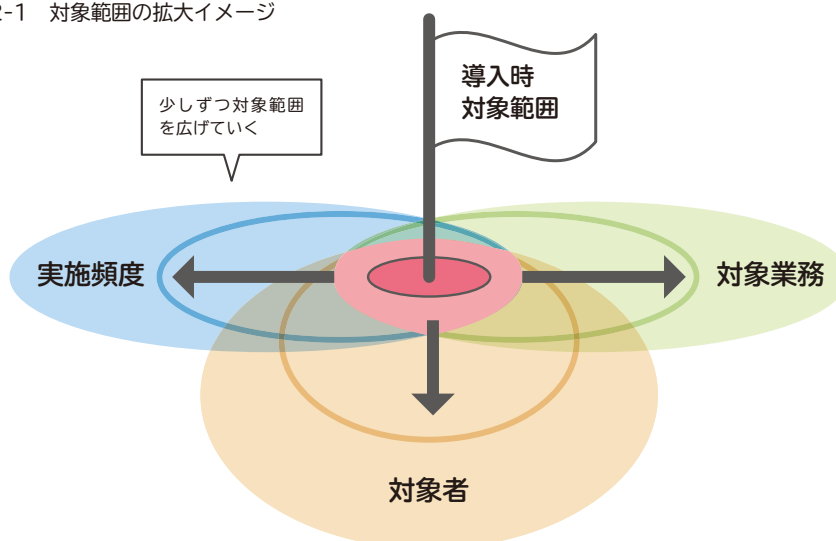 2-1 対象範囲の拡大イメージ
導入時
対象範囲
少しずつ対象範囲
を広げていく
実施頻度
対象業務
対象者